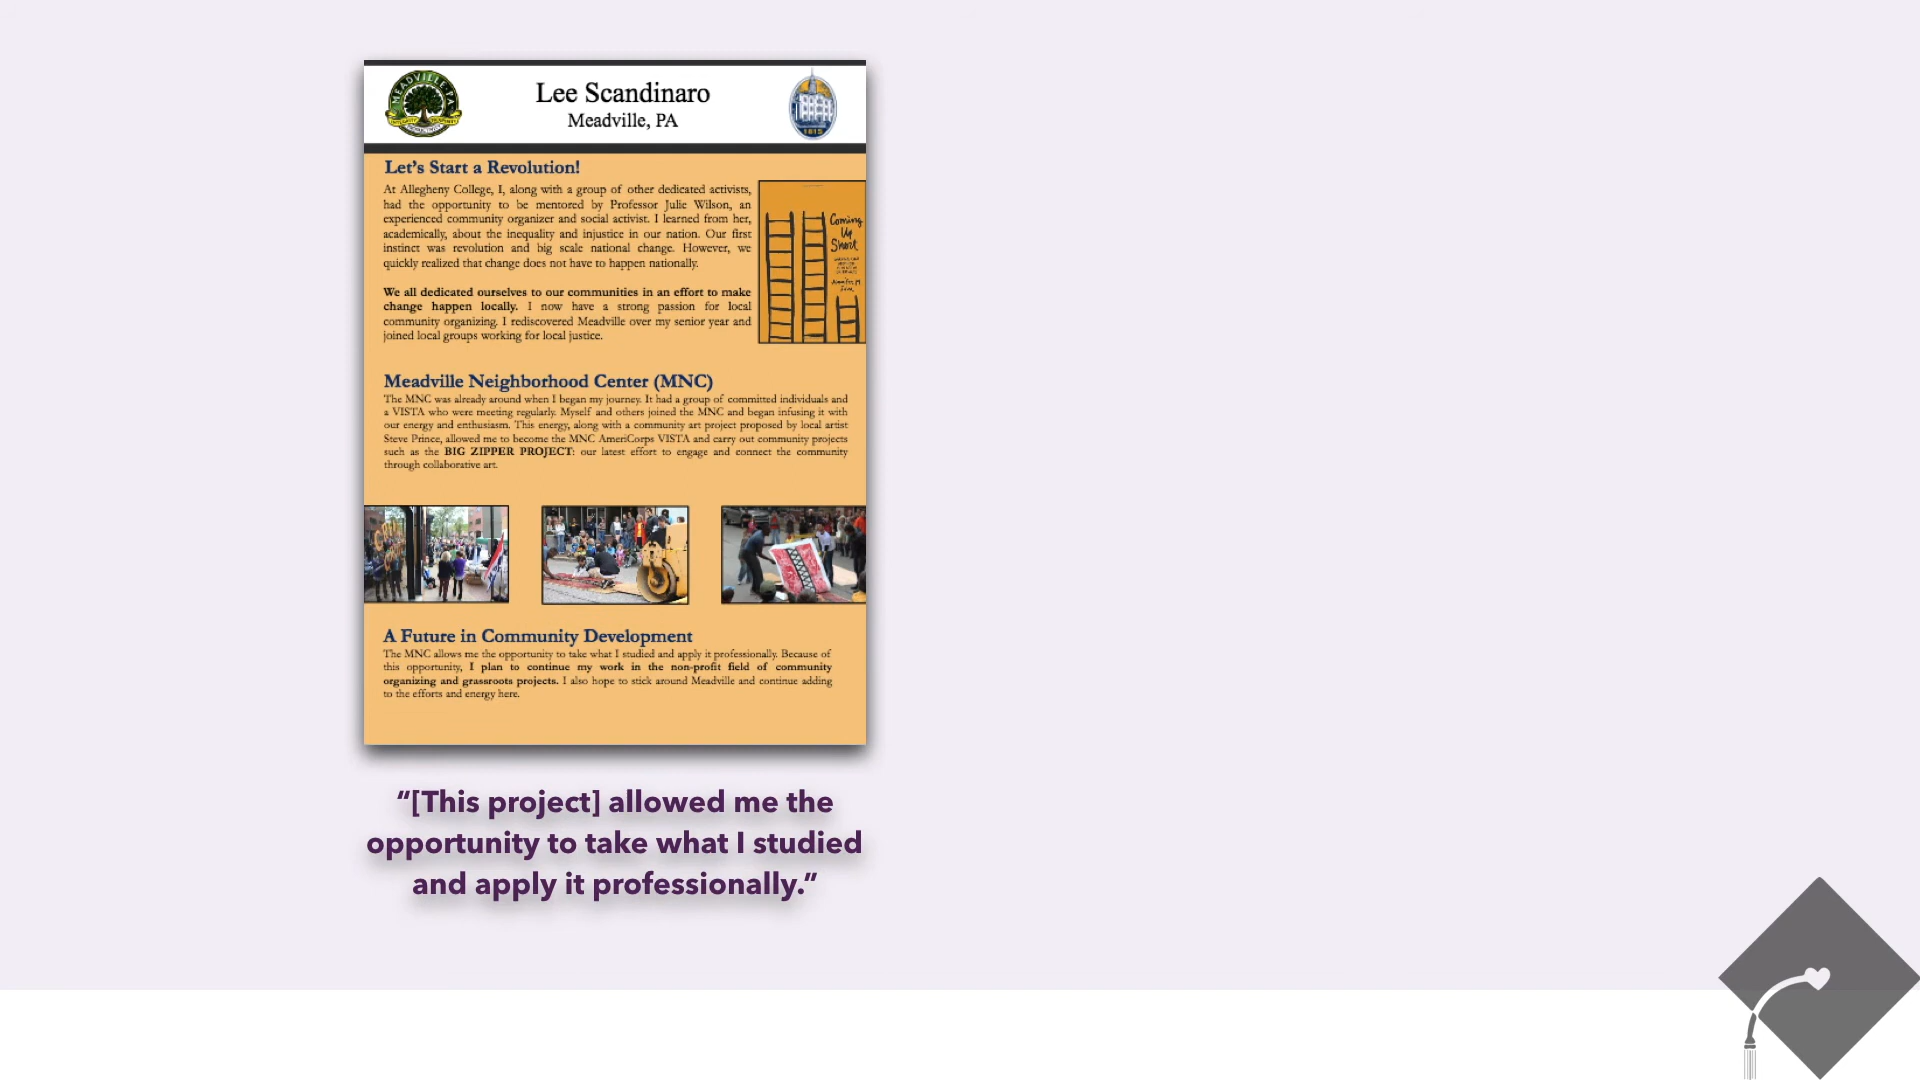 MEADVILLE, PA
Lee Scandinaro
Meadville, PA
1815
Let's Start a Revolution!
At Allegheny College, I, along with a group of other dedicated activists,
had the opportunity to be mentored by Professor Julie Wilson, an
experienced community organizer and social activist. I learned from her,
academically, about the inequality and injustice in our nation. Our first
instinct was revolution and big scale national change. However, we
quickly realized that change does not have to happen nationally.
We all dedicated ourselves to our communities in an effort to make
change happen locally. I now have a strong passion for local
community organizing. I rediscovered Meadville over my senior year and
joined local groups working for local justice.
Coming
Up
Short
Meadville Neighborhood Center (MNC)
The MNC was already around when I began my journey. It had a group of committed individuals and
a VISTA who were meeting regularly. Myself and others joined the MNC and began infusing it with
our energy and enthusiasm. This energy, along with a community art project proposed by local artist
Steve Prince, allowed me to become the MNC AmeriCorps VISTA and carry out community projects
such as the BIG ZIPPER PROJECT: our latest effort to engage and connect the community
through collaborative art.
A Future in Community Development
The MNC allows me the opportunity to take what I studied and apply it professionally. Because of
this opportunity, I plan to continue my work in the non-profit field of community
organizing and grassroots projects. I also hope to stick around Meadville and continue adding
to the efforts and energy here.
“[This project] allowed me the
opportunity to take what I studied
and apply it professionally.”